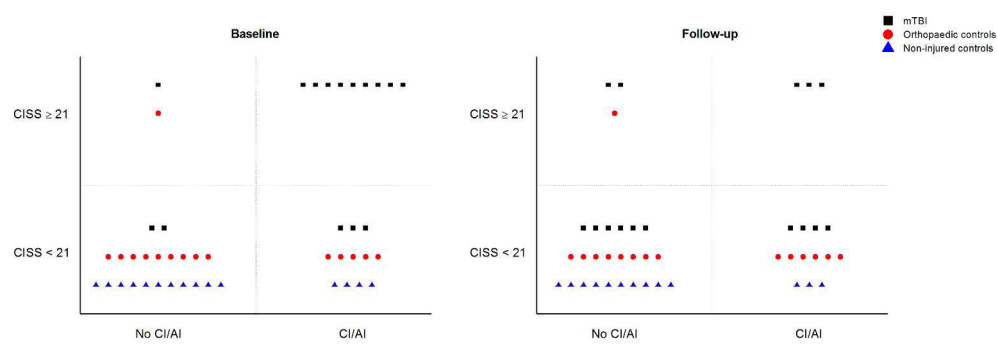 Baseline
Follow-up
mTBI
Orthopaedic controls
Non-injured controls
CISS ≥ 21
CISS < 21
No CI/AI
CI/AI
CISS ≥ 21
CISS < 21
No CI/AI
CI/AI